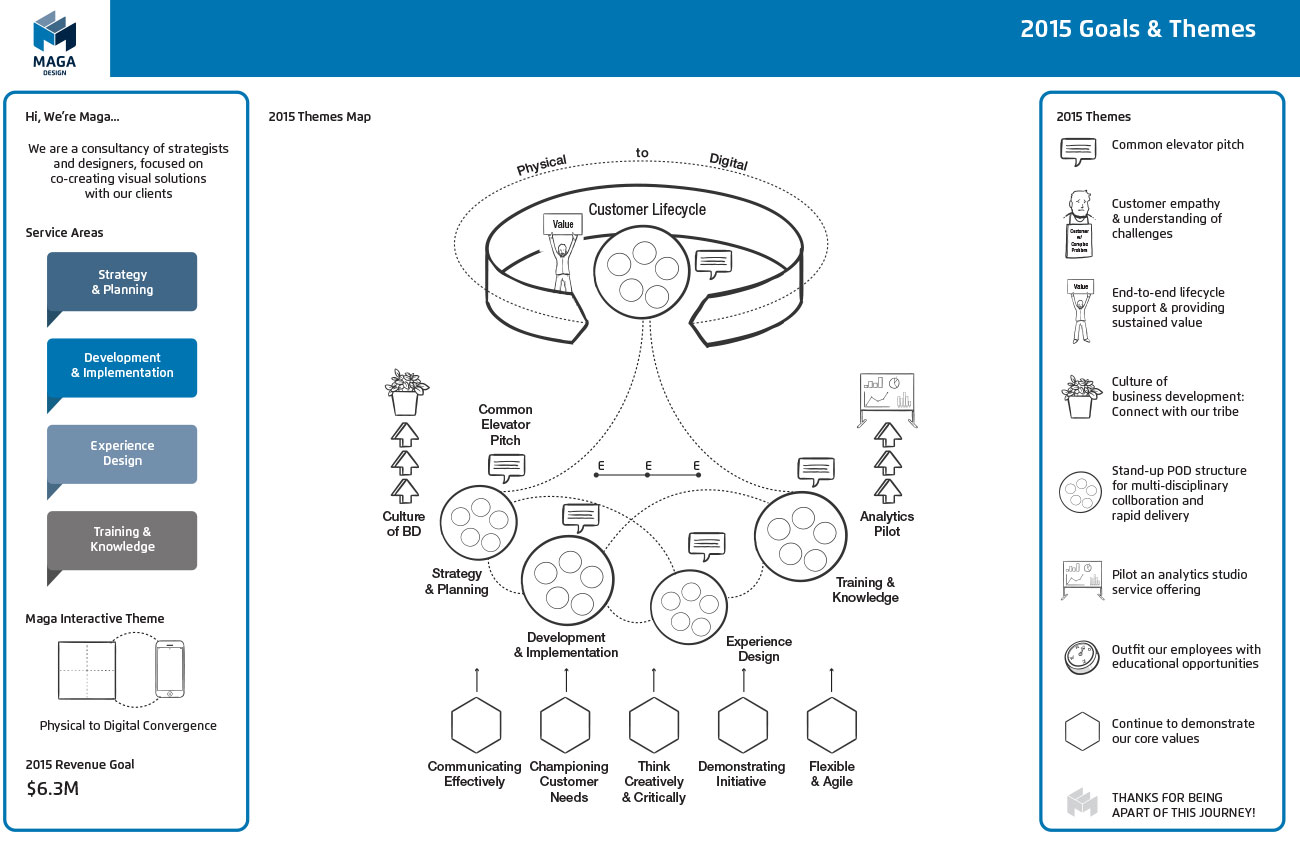 MAGA
DESIGN
2015 Goals & Themes
Hi, We're Maga...
We are a consultancy of strategists
and designers, focused on
co-creating visual solutions
with our clients
Service Areas
Strategy
& Planning
Development
& Implementation
Experience
Design
Training &
Knowledge
Maga Interactive Theme
Physical to Digital Convergence
2015 Revenue Goal
$6.3M
2015 Themes Map
Physical to Digital
Customer Lifecycle
Value
Common
Elevator
Pitch
E E E
Culture
of BD
Analytics
Pilot
Strategy
& Planning
Training &
Knowledge
Development
& Implementation
Experience
Design
Communicating
Effectively
Championing
Customer
Needs
Think
Creatively
& Critically
Demonstrating
Initiative
Flexible
& Agile
2015 Themes
Common elevator pitch
Customer
w/
Complex
Problem
Customer empathy
& understanding of
challenges
Value
End-to-end lifecycle
support & providing
sustained value
Culture of
business development:
Connect with our tribe
Stand-up POD structure
for multi-disciplinary
collboration and
rapid delivery
Pilot an analytics studio
service offering
Outfit our employees with
educational opportunities
Continue to demonstrate
our core values
THANKS FOR BEING
APART OF THIS JOURNEY!